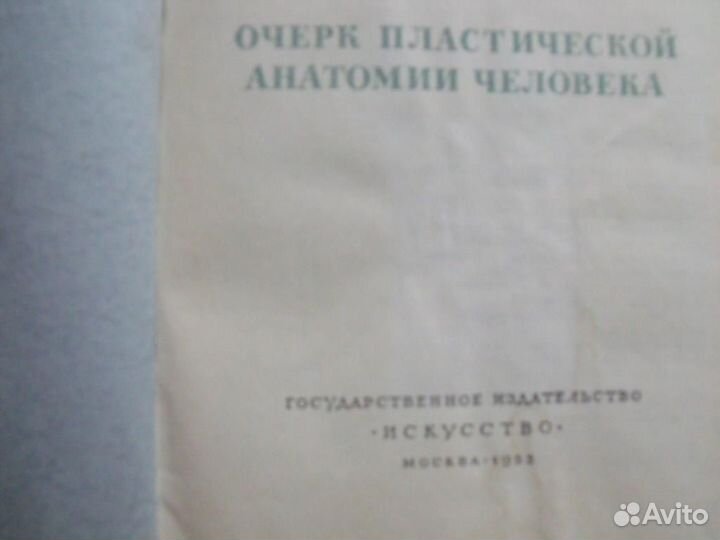 ОЧЕРК ПЛАСТИЧЕСКОЙ
АНАТОМИИ ЧЕЛОВЕКА
ГОСУДАРСТВЕННОЕ ИЗДАТЕЛЬСТВО
·ИСКУССТВО·
МОСКВА·
Avito